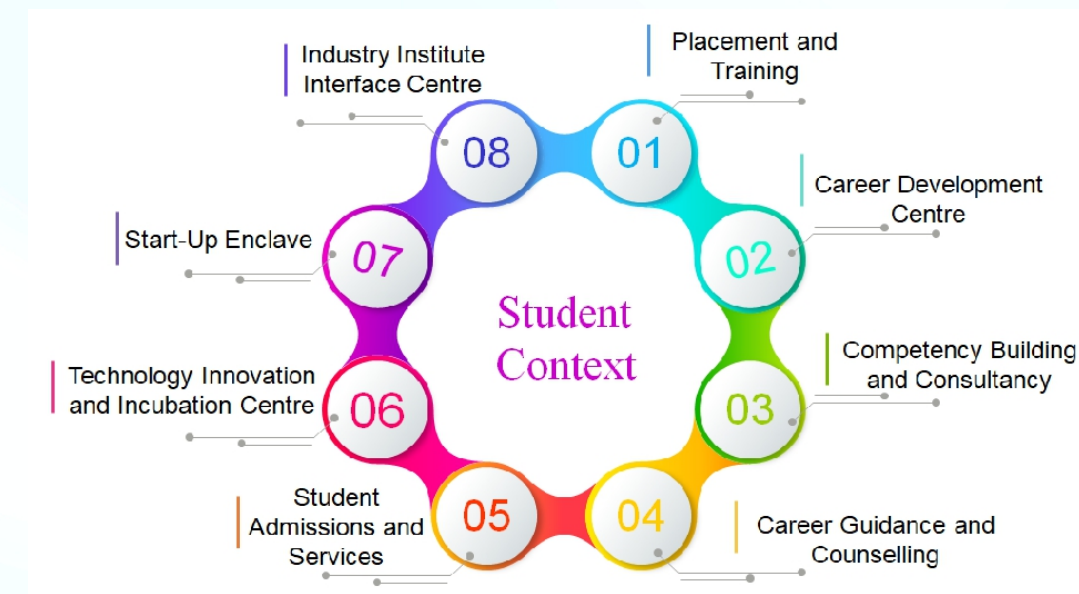 Industry Institute
Interface Centre
Placement and
Training
08
01
Career Development
Centre
Start-Up Enclave
07
02
Student
Context
Technology Innovation
and Incubation Centre
06
03
Competency Building
and Consultancy
Student
Admissions and
Services
05
04
Career Guidance and
Counselling